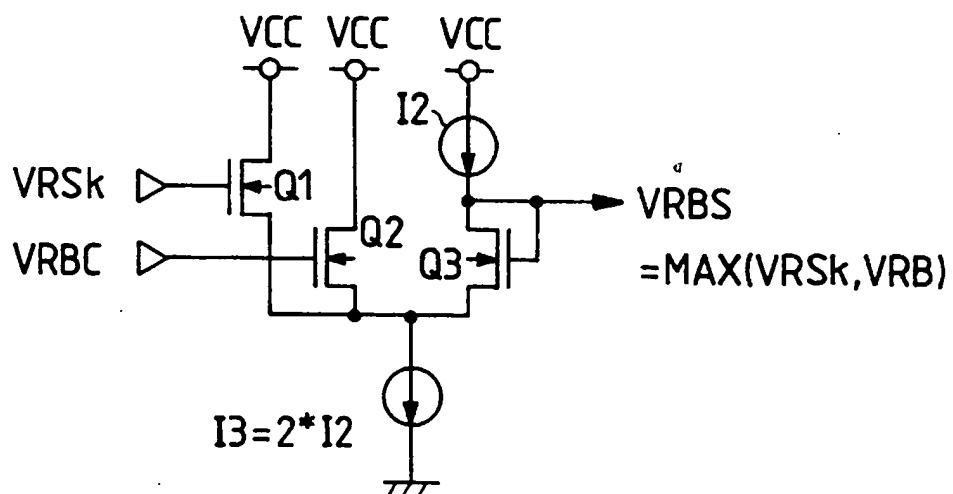 VCC VCC VCC
I2
VRSk Q1
VRBS
VRBC Q2
Q3 =MAX(VRSk,VRB)
I3=2*I2